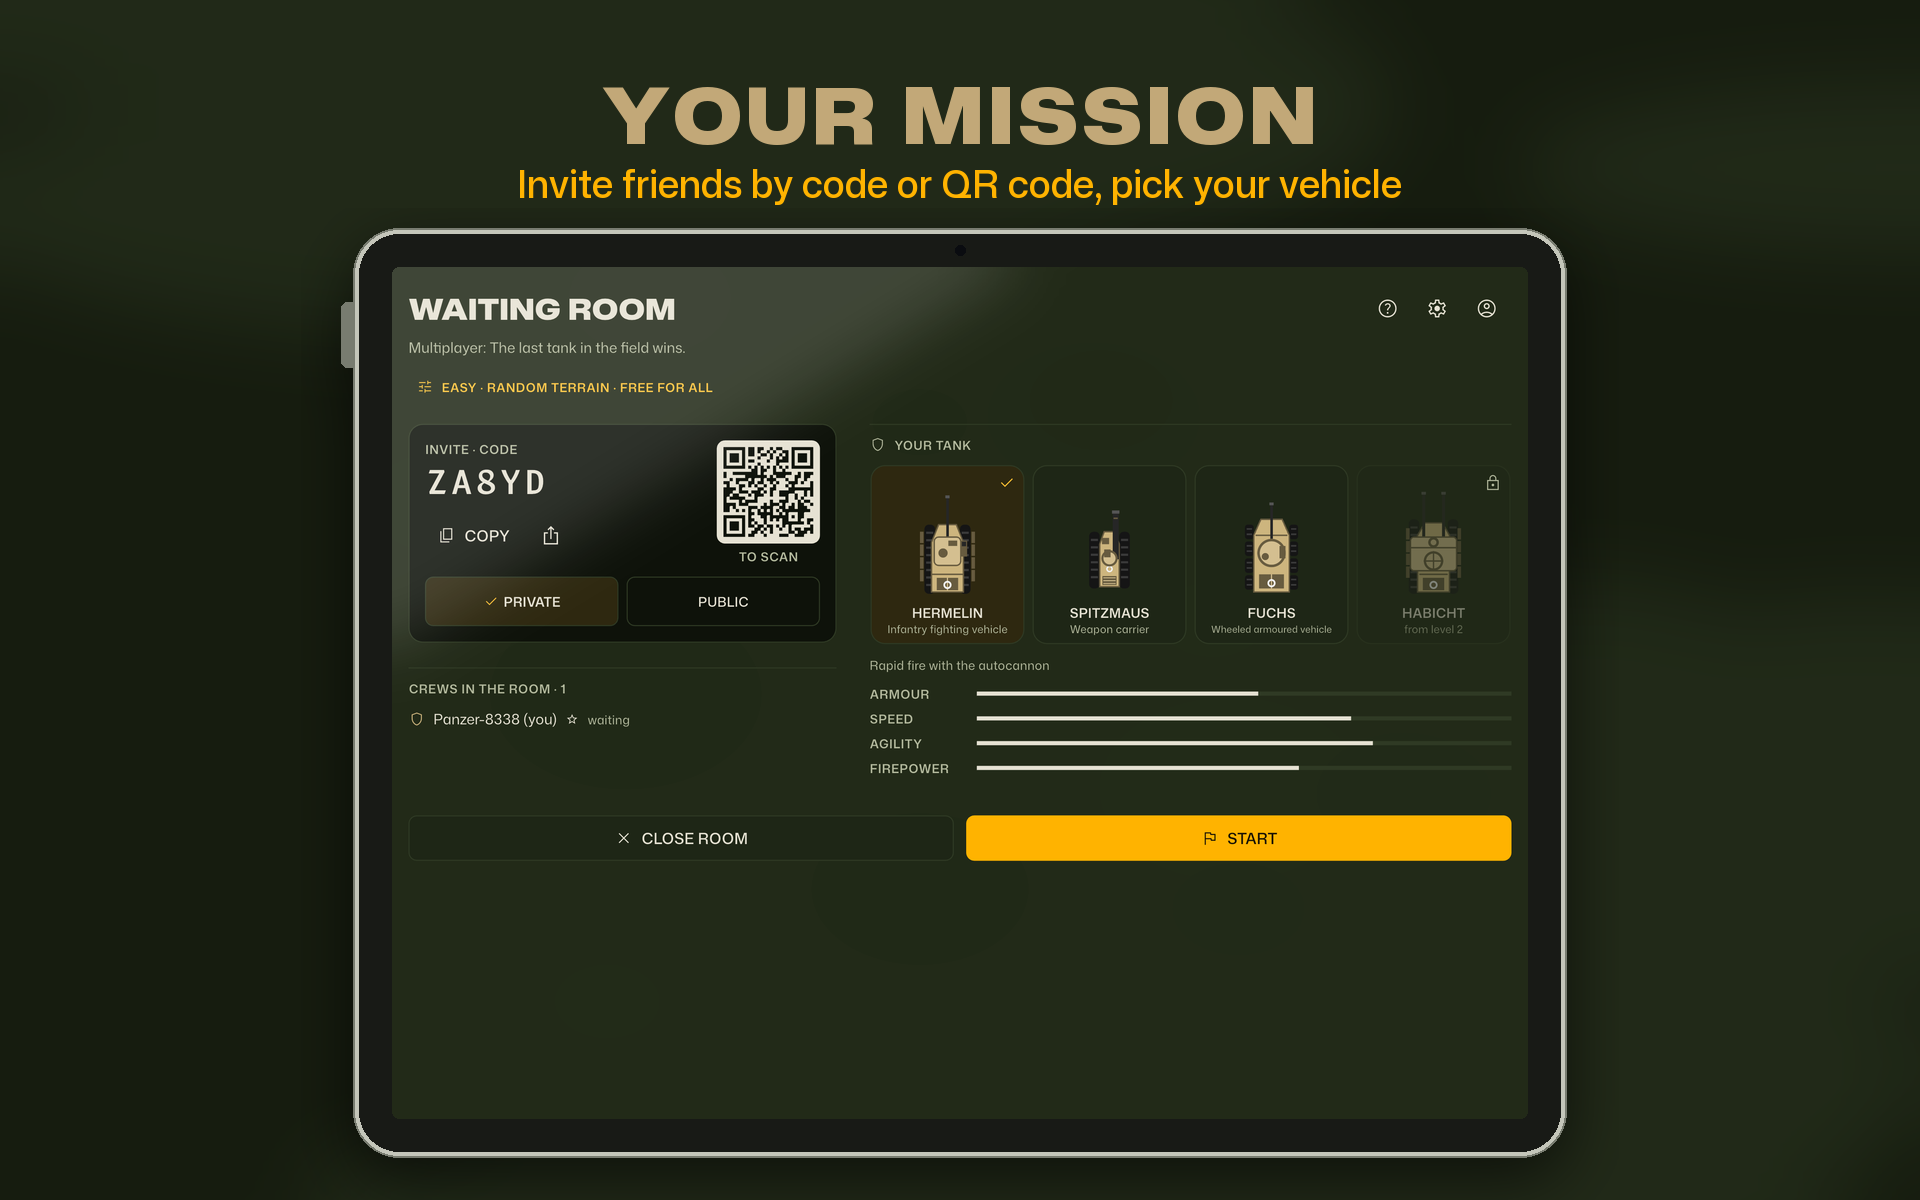 YOUR MISSION
Invite friends by code or QR code, pick your vehicle
WAITING ROOM
Multiplayer: The last tank in the field wins.
EASY · RANDOM TERRAIN · FREE FOR ALL
INVITE · CODE
ZA8YD
COPY
TO SCAN
PRIVATE
PUBLIC
CREWS IN THE ROOM · 1
Panzer-8338 (you) waiting
YOUR TANK
HERMELIN
Infantry fighting vehicle
SPITZMAUS
Weapon carrier
FUCHS
Wheeled armoured vehicle
HABICHT
from level 2
Rapid fire with the autocannon
ARMOUR
SPEED
AGILITY
FIREPOWER
CLOSE ROOM
START